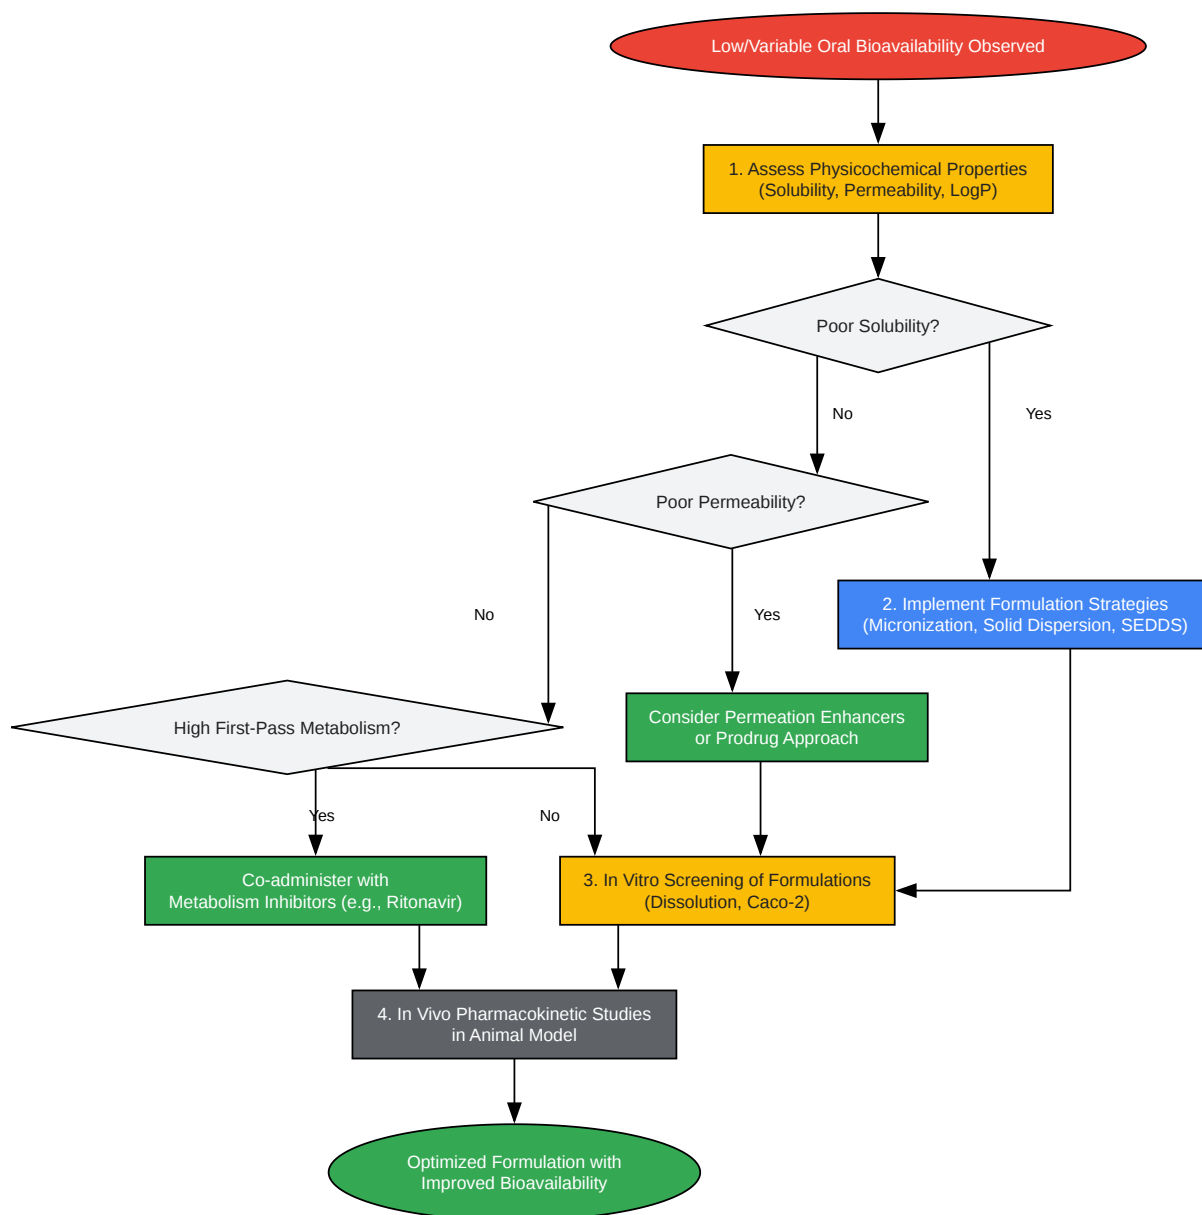 Low/Variable Oral Bioavailability Observed
1. Assess Physicochemical Properties
(Solubility, Permeability, LogP)
Poor Solubility?
No
Yes
Poor Permeability?
2. Implement Formulation Strategies
(Micronization, Solid Dispersion, SEDDS)
No
Yes
Consider Permeation Enhancers
or Prodrug Approach
High First-Pass Metabolism?
Yes
No
Co-administer with
Metabolism Inhibitors (e.g., Ritonavir)
3. In Vitro Screening of Formulations
(Dissolution, Caco-2)
4. In Vivo Pharmacokinetic Studies
in Animal Model
Optimized Formulation with
Improved Bioavailability